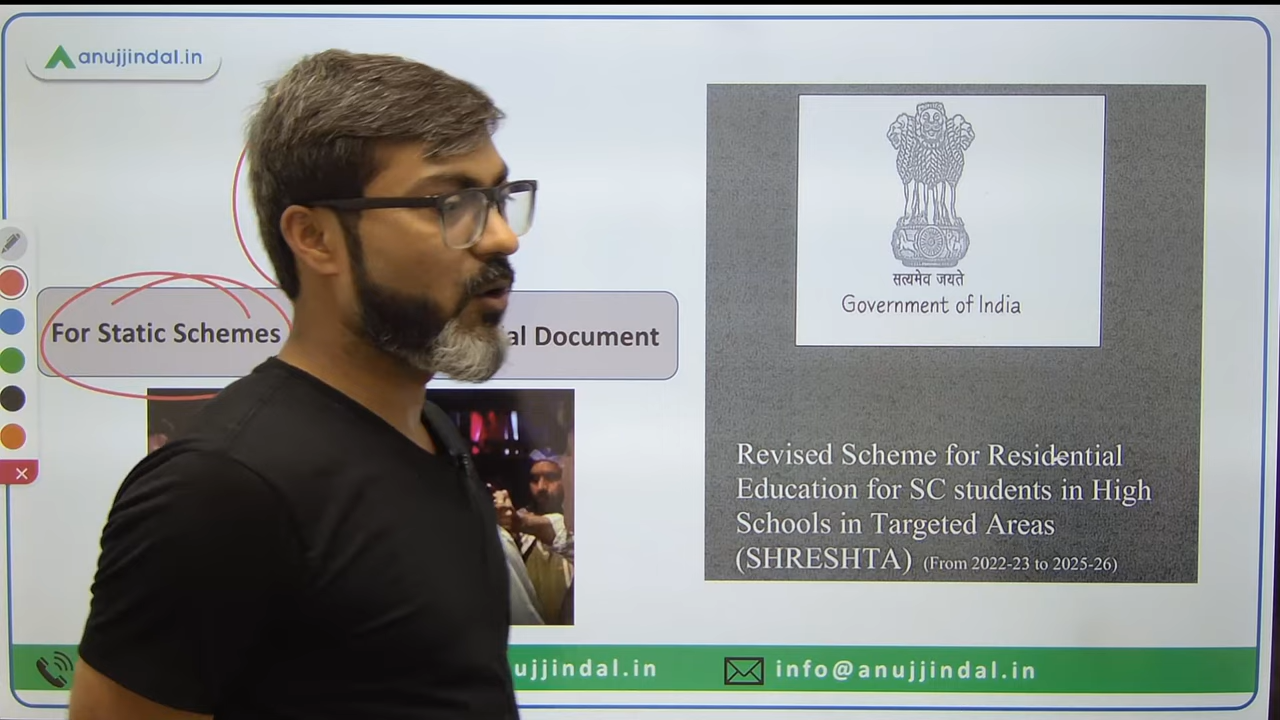 anujjindal.in
For Static Schemes
al Document
सत्यमेव जयते
Government of India
Revised Scheme for Residential
Education for SC students in High
Schools in Targeted Areas
(SHRESHTA) (From 2022-23 to 2025-26)
ujjindal.in
info@anujjindal.in